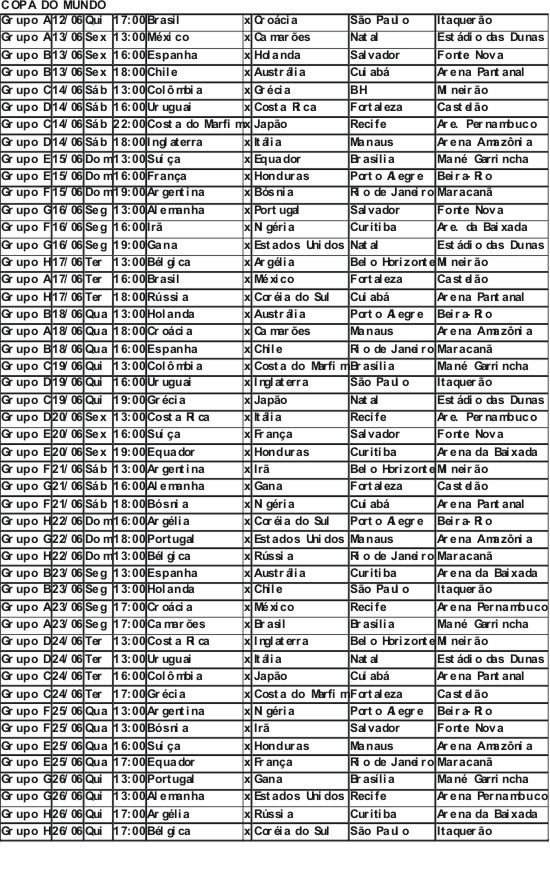 COPA DO MUNDO
Grupo A 12/06 Qui 17:00 Brasil x Croácia São Paulo Itaquerão
Grupo A 13/06 Sex 13:00 México x Camarões Natal Estádio das Dunas
Grupo B 13/06 Sex 16:00 Espanha x Holanda Salvador Fonte Nova
Grupo B 13/06 Sex 18:00 Chile x Austrália Cuiabá Arena Pantanal
Grupo C 14/06 Sáb 13:00 Colômbia x Grécia BH Mineirão
Grupo D 14/06 Sáb 16:00 Uruguai x Costa Rica Fortaleza Castelão
Grupo C 14/06 Sáb 22:00 Costa do Marfim x Japão Recife Are. Pernambuco
Grupo D 14/06 Sáb 18:00 Inglaterra x Itália Manaus Arena Amazônia
Grupo E 15/06 Dom 13:00 Suíça x Equador Brasília Mané Garrincha
Grupo E 15/06 Dom 16:00 França x Honduras Porto Alegre Beira-Rio
Grupo F 15/06 Dom 19:00 Argentina x Bósnia Rio de Janeiro Maracanã
Grupo G 16/06 Seg 13:00 Alemanha x Portugal Salvador Fonte Nova
Grupo F 16/06 Seg 16:00 Irã x Nigéria Curitiba Are. da Baixada
Grupo G 16/06 Seg 19:00 Gana x Estados Unidos Natal Estádio das Dunas
Grupo H 17/06 Ter 13:00 Bélgica x Argélia Belo Horizonte Mineirão
Grupo A 17/06 Ter 16:00 Brasil x México Fortaleza Castelão
Grupo H 17/06 Ter 18:00 Rússia x Coréia do Sul Cuiabá Arena Pantanal
Grupo B 18/06 Qua 13:00 Holanda x Austrália Porto Alegre Beira-Rio
Grupo A 18/06 Qua 18:00 Croácia x Camarões Manaus Arena Amazônia
Grupo B 18/06 Qua 16:00 Espanha x Chile Rio de Janeiro Maracanã
Grupo C 19/06 Qui 13:00 Colômbia x Costa do Marfim Brasília Mané Garrincha
Grupo D 19/06 Qui 16:00 Uruguai x Inglaterra São Paulo Itaquerão
Grupo C 19/06 Qui 19:00 Grécia x Japão Natal Estádio das Dunas
Grupo D 20/06 Sex 13:00 Costa Rica x Itália Recife Are. Pernambuco
Grupo E 20/06 Sex 16:00 Suíça x França Salvador Fonte Nova
Grupo E 20/06 Sex 19:00 Equador x Honduras Curitiba Arena da Baixada
Grupo F 21/06 Sáb 13:00 Argentina x Irã Belo Horizonte Mineirão
Grupo G 21/06 Sáb 16:00 Alemanha x Gana Fortaleza Castelão
Grupo F 21/06 Sáb 18:00 Bósnia x Nigéria Cuiabá Arena Pantanal
Grupo H 22/06 Dom 16:00 Argélia x Coréia do Sul Porto Alegre Beira-Rio
Grupo G 22/06 Dom 18:00 Portugal x Estados Unidos Manaus Arena Amazônia
Grupo H 22/06 Dom 13:00 Bélgica x Rússia Rio de Janeiro Maracanã
Grupo B 23/06 Seg 13:00 Espanha x Austrália Curitiba Arena da Baixada
Grupo B 23/06 Seg 13:00 Holanda x Chile São Paulo Itaquerão
Grupo A 23/06 Seg 17:00 Croácia x México Recife Arena Pernambuco
Grupo A 23/06 Seg 17:00 Camarões x Brasil Brasília Mané Garrincha
Grupo D 24/06 Ter 13:00 Costa Rica x Inglaterra Belo Horizonte Mineirão
Grupo D 24/06 Ter 13:00 Uruguai x Itália Natal Estádio das Dunas
Grupo C 24/06 Ter 16:00 Colômbia x Japão Cuiabá Arena Pantanal
Grupo C 24/06 Ter 17:00 Grécia x Costa do Marfim Fortaleza Castelão
Grupo F 25/06 Qua 13:00 Argentina x Nigéria Porto Alegre Beira-Rio
Grupo F 25/06 Qua 13:00 Bósnia x Irã Salvador Fonte Nova
Grupo E 25/06 Qua 16:00 Suíça x Honduras Manaus Arena Amazônia
Grupo E 25/06 Qua 17:00 Equador x França Rio de Janeiro Maracanã
Grupo G 26/06 Qui 13:00 Portugal x Gana Brasília Mané Garrincha
Grupo G 26/06 Qui 13:00 Alemanha x Estados Unidos Recife Arena Pernambuco
Grupo H 26/06 Qui 17:00 Argélia x Rússia Curitiba Arena da Baixada
Grupo H 26/06 Qui 17:00 Bélgica x Coréia do Sul São Paulo Itaquerão